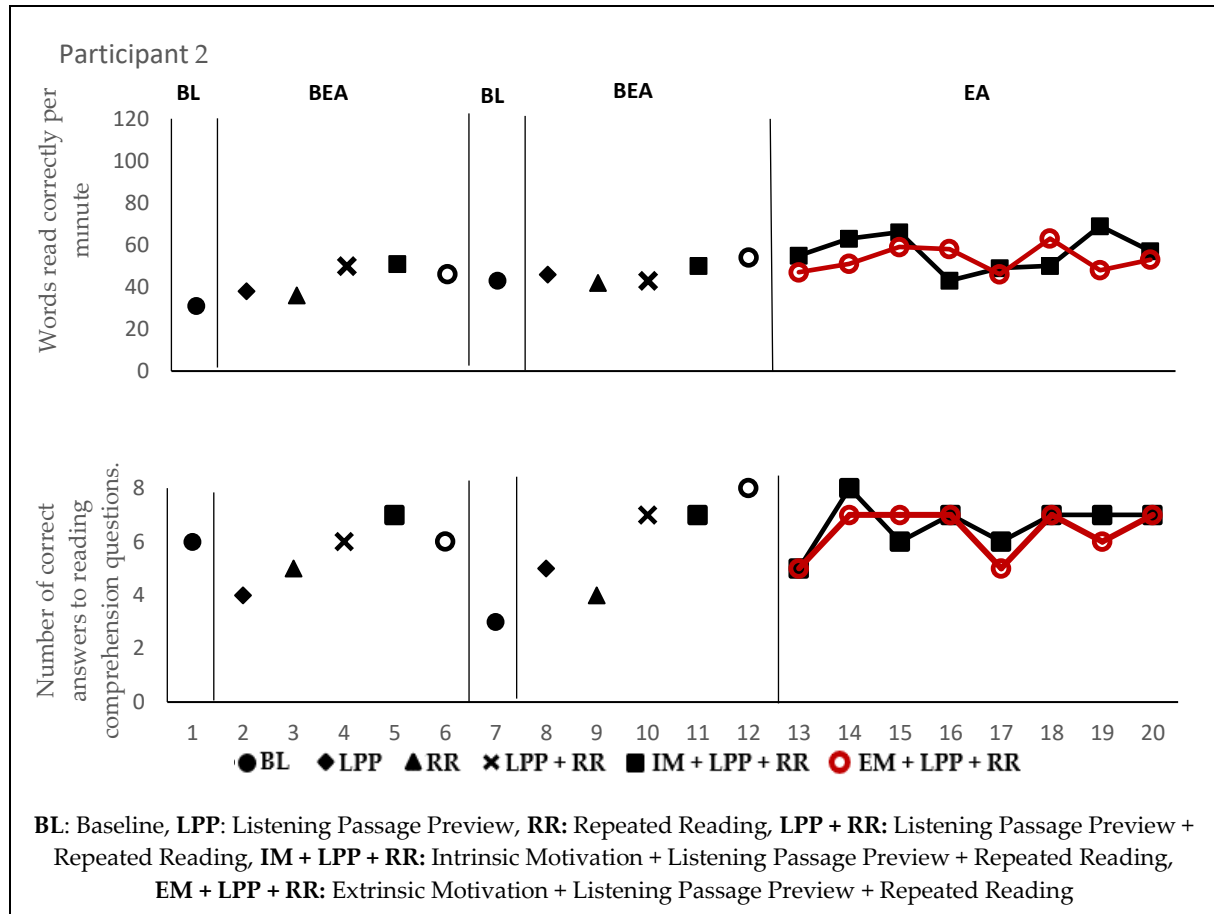 Participant 2
BL BEA BL BEA EA
Words read correctly per
minute
120
100
80
60
40
20
0
Number of correct
answers to reading
comprehension questions.
8
6
4
2
0
1 2 3 4 5 6 7 8 9 10 11 12 13 14 15 16 17 18 19 20
BL LPP RR LPP + RR IM + LPP + RR EM + LPP + RR
BL: Baseline, LPP: Listening Passage Preview, RR: Repeated Reading, LPP + RR: Listening Passage Preview +
Repeated Reading, IM + LPP + RR: Intrinsic Motivation + Listening Passage Preview + Repeated Reading,
EM + LPP + RR: Extrinsic Motivation + Listening Passage Preview + Repeated Reading